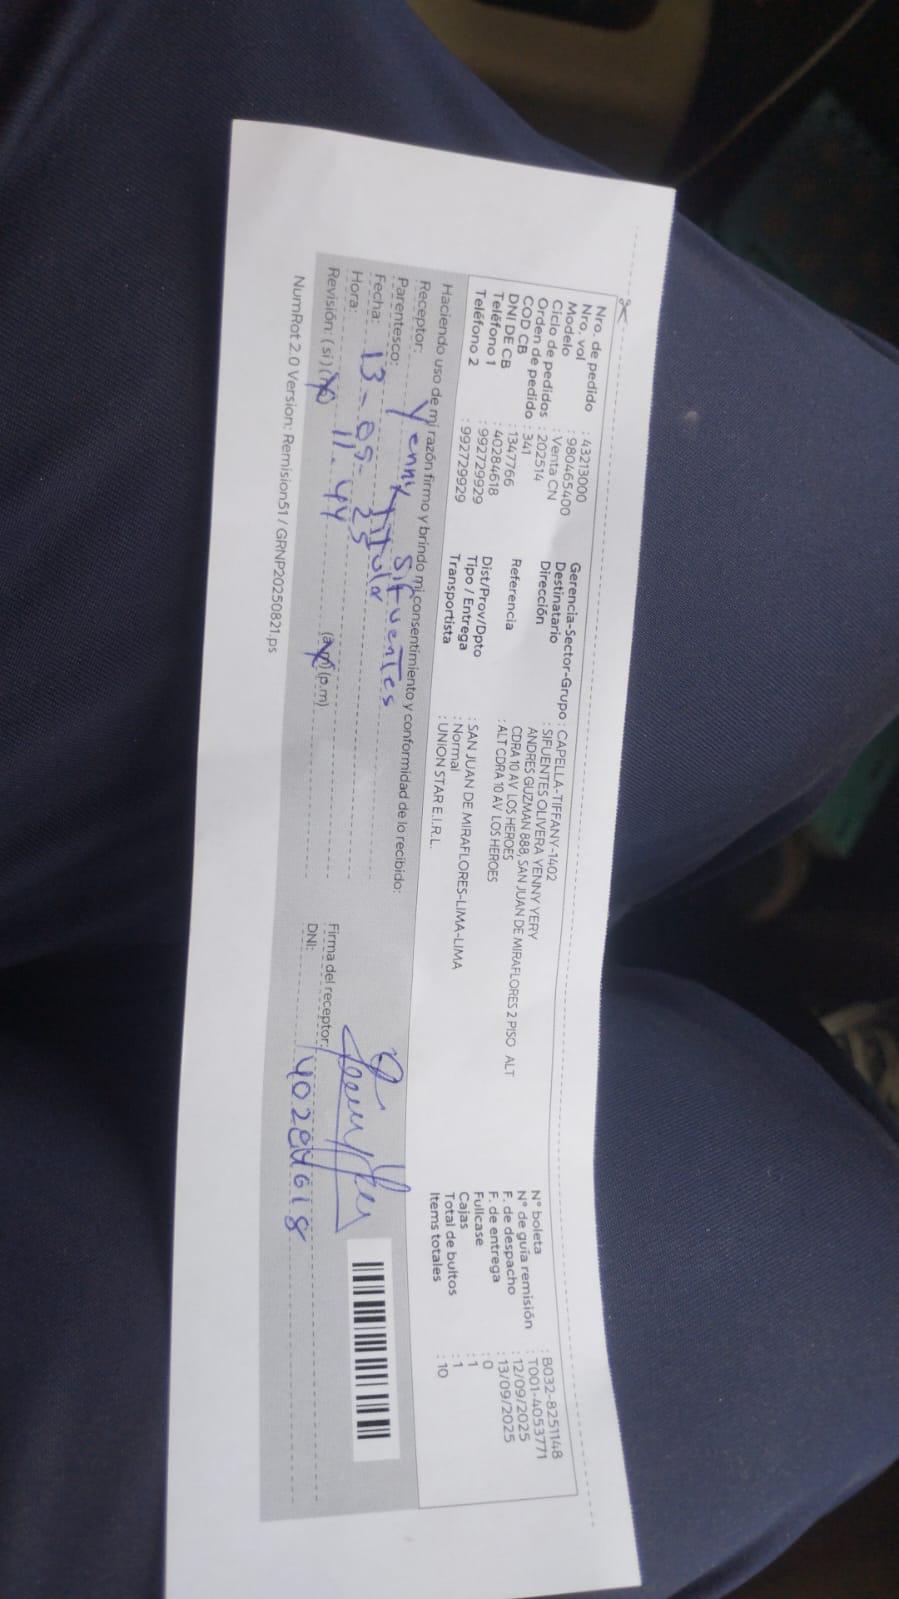 Nro. de pedido : 43213000
Nro. vol : 980465400
Modelo : Venta CN
Ciclo de pedidos : 202514
Orden de pedido : 341
COD CB : 1347766
DNI DE CB : 40284618
Teléfono 1 : 992729929
Teléfono 2 : 992729929
Gerencia-Sector-Grupo : CAPELLA-TIFFANY-1402
Destinatario : SIFUENTES OLIVERA YENNY YERY
Dirección : ANDRES GUZMAN 888, SAN JUAN DE MIRAFLORES 2 PISO ALT
CDRA 10 AV LOS HEROES
Referencia : ALT CDRA 10 AV LOS HEROES
Dist/Prov/Dpto : SAN JUAN DE MIRAFLORES-LIMA-LIMA
Tipo / Entrega : Normal
Transportista : UNION STAR E.I.R.L.
N° boleta : B032-8251148
N° de guía remisión : T001-4053771
F. de despacho : 12/09/2025
F. de entrega : 13/09/2025
Fullcase : 0
Cajas : 1
Total de bultos : 1
Items totales : 10
Haciendo uso de mi razón firmo y brindo mi consentimiento y conformidad de lo recibido:
Receptor: Yenny Sifuentes
Parentesco: Titular
Fecha: 13-09-25
Hora: 11.44 (a.m) (p.m)
Revisión: (si) (no)
Firma del receptor:
DNI: 40284618
NumRot 2.0 Version: Remision51 / GRNP20250821.ps